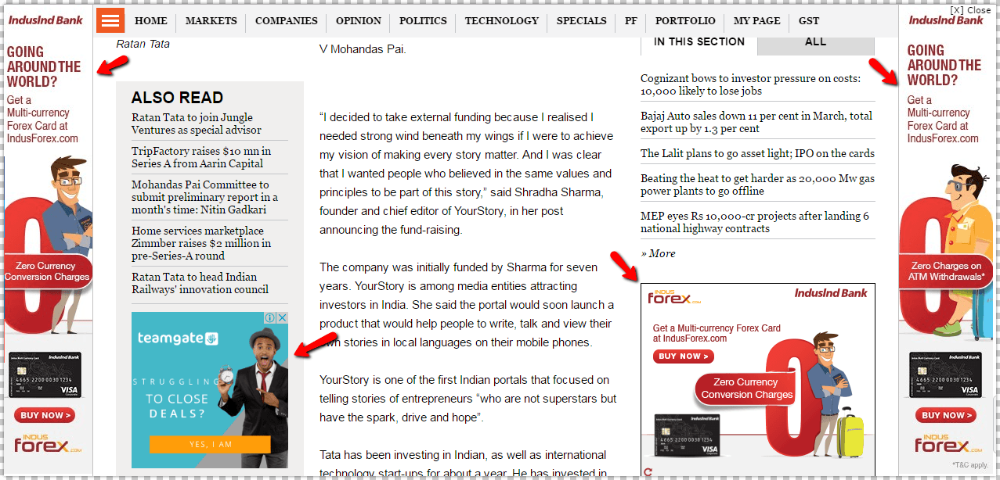 [X] Close
HOME
MARKETS
COMPANIES
OPINION
POLITICS
TECHNOLOGY
SPECIALS
PF
PORTFOLIO
MY PAGE
GST
IndusInd Bank
GOING
AROUND THE
WORLD?
Get a
Multi-currency
Forex Card at
IndusForex.com
Zero Currency
Conversion Charges
IndusInd Bank
VISA
BUY NOW >
INDUS
forex.com
Ratan Tata
ALSO READ
Ratan Tata to join Jungle
Ventures as special advisor
TripFactory raises $10 mn in
Series A from Aarin Capital
Mohandas Pai Committee to
submit preliminary report in a
month's time: Nitin Gadkari
Home services marketplace
Zimmber raises $2 million in
pre-Series-A round
Ratan Tata to head Indian
Railways' innovation council
teamgate
STRUGGLING
TO CLOSE
DEALS?
YES, I AM
V Mohandas Pai.
“I decided to take external funding because I realised I
needed strong wind beneath my wings if I were to achieve
my vision of making every story matter. And I was clear
that I wanted people who believed in the same values and
principles to be part of this story,” said Shradha Sharma,
founder and chief editor of YourStory, in her post
announcing the fund-raising.
The company was initially funded by Sharma for seven
years. YourStory is among media entities attracting
investors in India. She said the portal would soon launch a
product that would help people to write, talk and view their
own stories in local languages on their mobile phones.
YourStory is one of the first Indian portals that focused on
telling stories of entrepreneurs “who are not superstars but
have the spark, drive and hope”.
Tata has been investing in Indian, as well as international
technology start-ups for about a year. He has invested in
IN THIS SECTION
ALL
Cognizant bows to investor pressure on costs:
10,000 likely to lose jobs
Bajaj Auto sales down 11 per cent in March, total
export up by 1.3 per cent
The Lalit plans to go asset light; IPO on the cards
Beating the heat to get harder as 20,000 Mw gas
power plants to go offline
MEP eyes Rs 10,000-cr projects after landing 6
national highway contracts
» More
INDUS
forex.com
IndusInd Bank
Get a Multi-currency Forex Card
at IndusForex.com
BUY NOW >
Zero Currency
Conversion Charges
IndusInd Bank
VISA
IndusInd Bank
GOING
AROUND THE
WORLD?
Get a
Multi-currency
Forex Card at
IndusForex.com
Zero Charges on
ATM Withdrawals*
IndusInd Bank
VISA
BUY NOW >
INDUS
forex.com
*T&C apply.